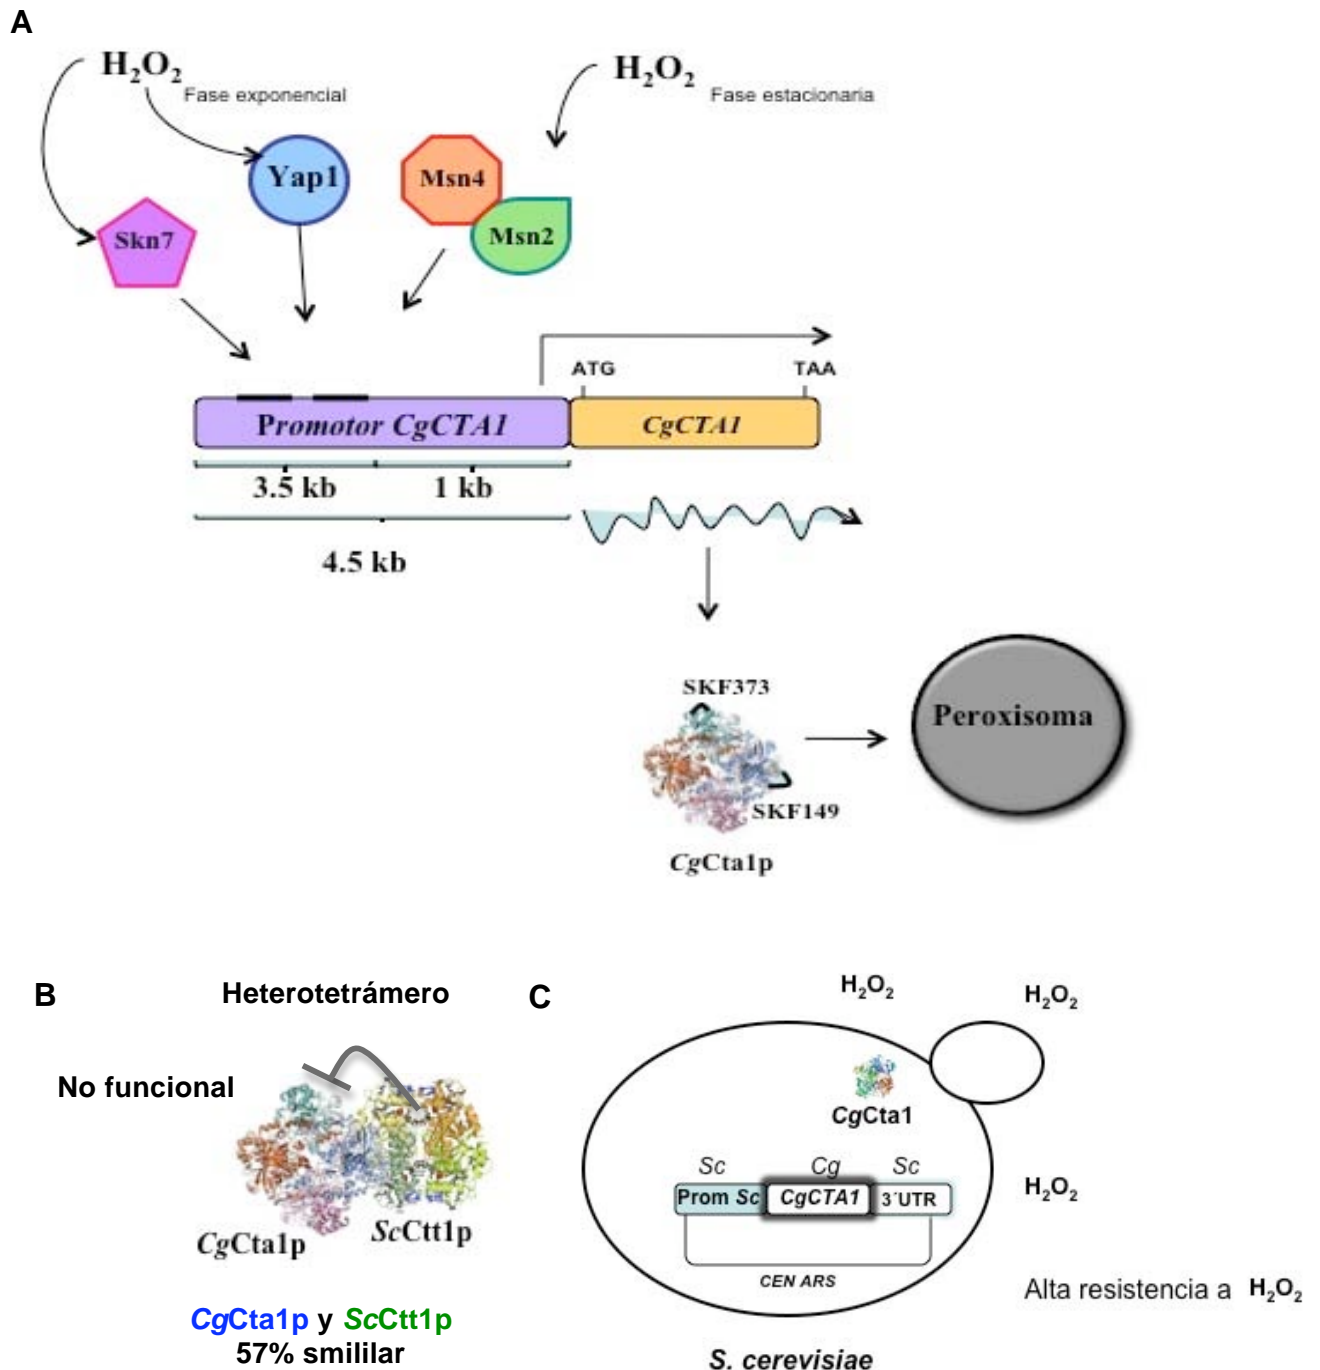 A
H₂O₂
Fase exponencial
H₂O₂
Fase estacionaria
Yap1
Msn4
Msn2
Skn7
ATG
TAA
Promotor CgCTA1
CgCTA1
3.5 kb
1 kb
4.5 kb
SKF373
SKF149
CgCta1p
Peroxisoma
B
Heterotetrámero
No funcional
CgCta1p
ScCtt1p
CgCta1p y ScCtt1p
57% smililar
C
H₂O₂
H₂O₂
CgCta1
Sc
Cg
Sc
Prom Sc
CgCTA1
3´UTR
H₂O₂
CEN ARS
Alta resistencia a H₂O₂
S. cerevisiae